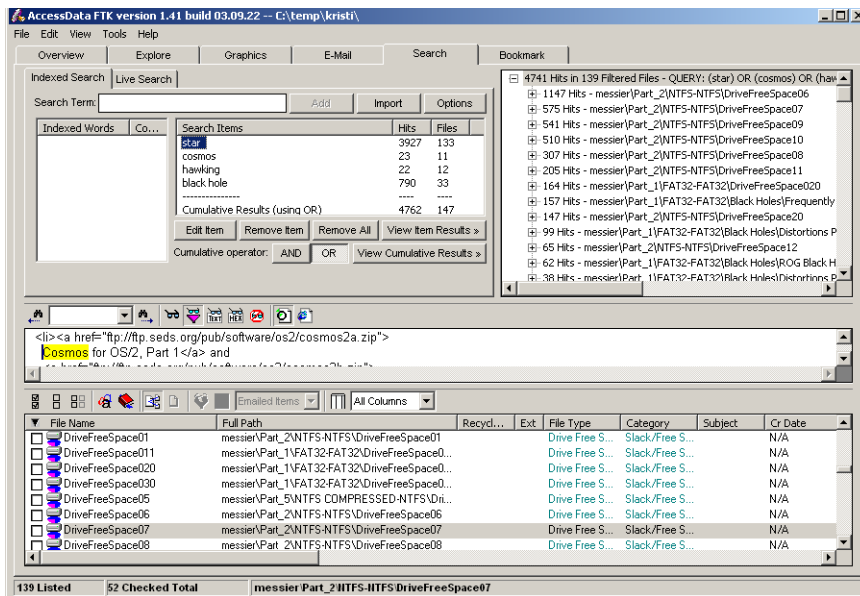 AccessData FTK version 1.41 build 03.09.22 -- C:\temp\kristi\
File Edit View Tools Help
Overview Explore Graphics E-Mail Search Bookmark
Indexed Search Live Search
Search Term: Add Import Options
Indexed Words Co...
Search Items Hits Files
star 3927 133
cosmos 23 11
hawking 22 12
black hole 790 33
--------------- ---- ----
Cumulative Results (using OR) 4762 147
Edit Item Remove Item Remove All View Item Results »
Cumulative operator: AND OR View Cumulative Results »
4741 Hits in 139 Filtered Files - QUERY: (star) OR (cosmos) OR (haw
1147 Hits - messier\Part_2\NTFS-NTFS\DriveFreeSpace06
575 Hits - messier\Part_2\NTFS-NTFS\DriveFreeSpace07
541 Hits - messier\Part_2\NTFS-NTFS\DriveFreeSpace09
510 Hits - messier\Part_2\NTFS-NTFS\DriveFreeSpace10
307 Hits - messier\Part_2\NTFS-NTFS\DriveFreeSpace08
205 Hits - messier\Part_2\NTFS-NTFS\DriveFreeSpace11
164 Hits - messier\Part_1\FAT32-FAT32\DriveFreeSpace020
157 Hits - messier\Part_1\FAT32-FAT32\Black Holes\Frequently
147 Hits - messier\Part_2\NTFS-NTFS\DriveFreeSpace20
99 Hits - messier\Part_1\FAT32-FAT32\Black Holes\Distortions P
65 Hits - messier\Part_2\NTFS-NTFS\DriveFreeSpace12
62 Hits - messier\Part_1\FAT32-FAT32\Black Holes\ROG Black H
38 Hits - messier\Part_1\FAT32-FAT32\Black Holes\Distortions P
TEXT HEX
<li><a href="ftp://ftp.seds.org/pub/software/os2/cosmos2a.zip">
Cosmos for OS/2, Part 1</a> and
<a href="ftp://ftp.seds.org/pub/software/os2/cosmos2b.zip">
Emailed Items All Columns
File Name Full Path Recycl... Ext File Type Category Subject Cr Date
DriveFreeSpace01 messier\Part_2\NTFS-NTFS\DriveFreeSpace01 Drive Free S... Slack/Free S... N/A
DriveFreeSpace011 messier\Part_1\FAT32-FAT32\DriveFreeSpace0... Drive Free S... Slack/Free S... N/A
DriveFreeSpace020 messier\Part_1\FAT32-FAT32\DriveFreeSpace0... Drive Free S... Slack/Free S... N/A
DriveFreeSpace030 messier\Part_1\FAT32-FAT32\DriveFreeSpace0... Drive Free S... Slack/Free S... N/A
DriveFreeSpace05 messier\Part_5\NTFS COMPRESSED-NTFS\Dri... Drive Free S... Slack/Free S... N/A
DriveFreeSpace06 messier\Part_2\NTFS-NTFS\DriveFreeSpace06 Drive Free S... Slack/Free S... N/A
DriveFreeSpace07 messier\Part_2\NTFS-NTFS\DriveFreeSpace07 Drive Free S... Slack/Free S... N/A
DriveFreeSpace08 messier\Part_2\NTFS-NTFS\DriveFreeSpace08 Drive Free S... Slack/Free S... N/A
139 Listed 52 Checked Total messier\Part_2\NTFS-NTFS\DriveFreeSpace07